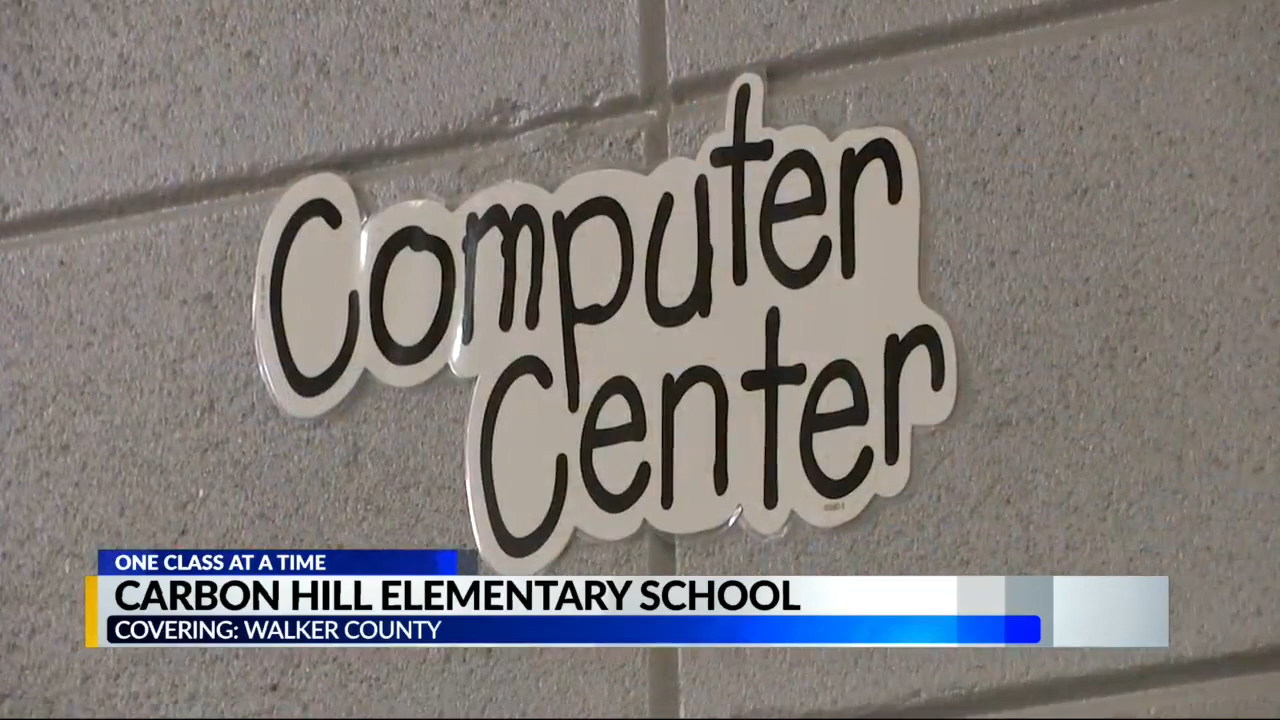 Computer
Center
ONE CLASS AT A TIME
CARBON HILL ELEMENTARY SCHOOL
COVERING: WALKER COUNTY